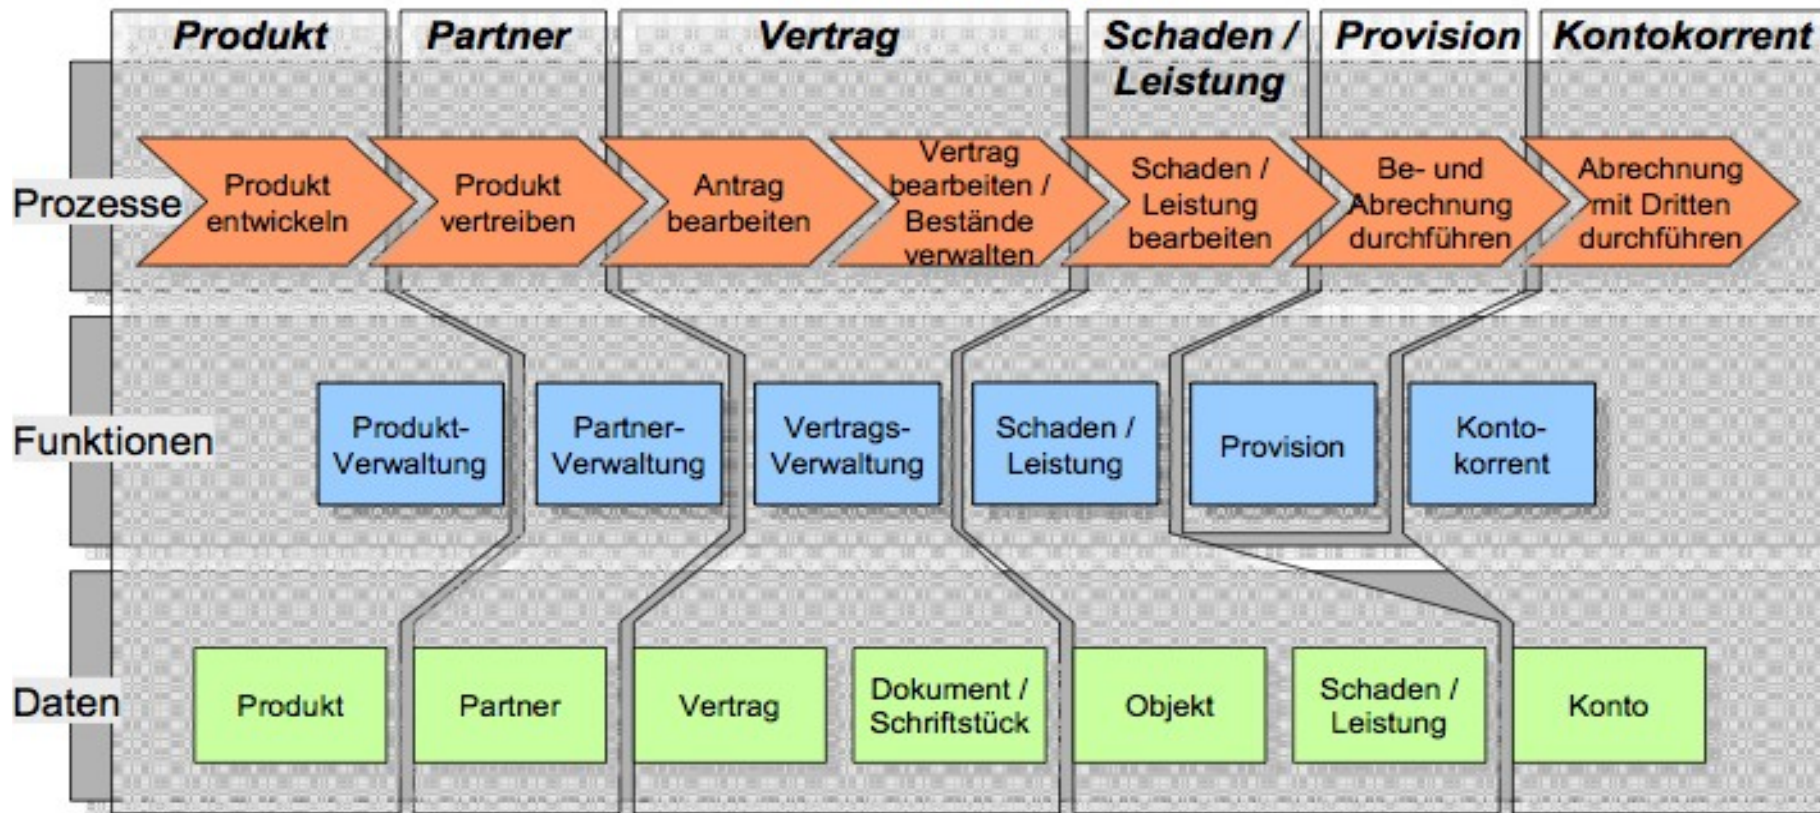 Produkt
Partner
Vertrag
Schaden /
Leistung
Provision
Kontokorrent
Prozesse
Produkt
entwickeln
Produkt
vertreiben
Antrag
bearbeiten
Vertrag
bearbeiten /
Bestände
verwalten
Schaden /
Leistung
bearbeiten
Be- und
Abrechnung
durchführen
Abrechnung
mit Dritten
durchführen
Funktionen
Produkt-
Verwaltung
Partner-
Verwaltung
Vertrags-
Verwaltung
Schaden /
Leistung
Provision
Konto-
korrent
Daten
Produkt
Partner
Vertrag
Dokument /
Schriftstück
Objekt
Schaden /
Leistung
Konto